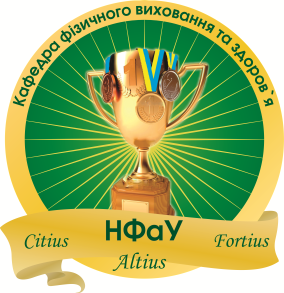 Кафедра фізичного виховання та здоров`я
НФаУ
Citius Altius Fortius